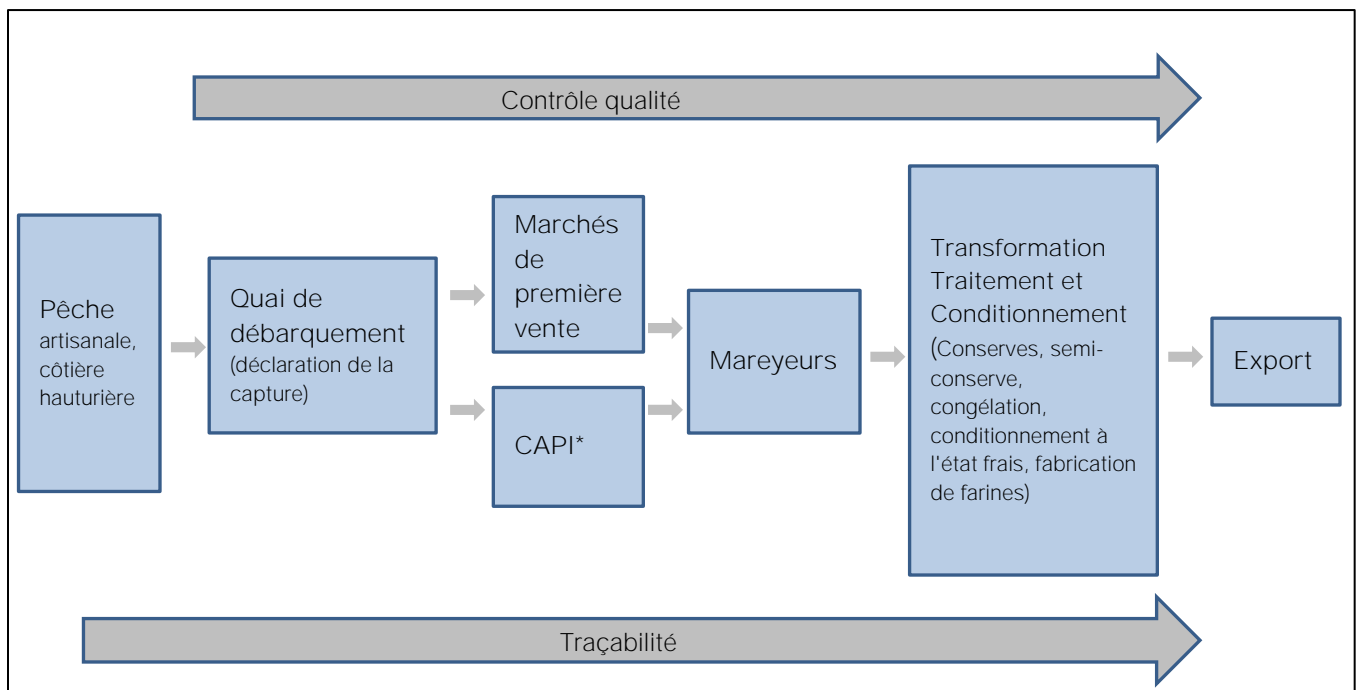 Contrôle qualité
Pêche
artisanale,
côtière
hauturière
Quai de
débarquement
(déclaration de la
capture)
Marchés
de
première
vente
CAPI*
Mareyeurs
Transformation
Traitement et
Conditionnement
(Conserves, semi-
conserve,
congélation,
conditionnement à
l'état frais, fabrication
de farines)
Export
Traçabilité